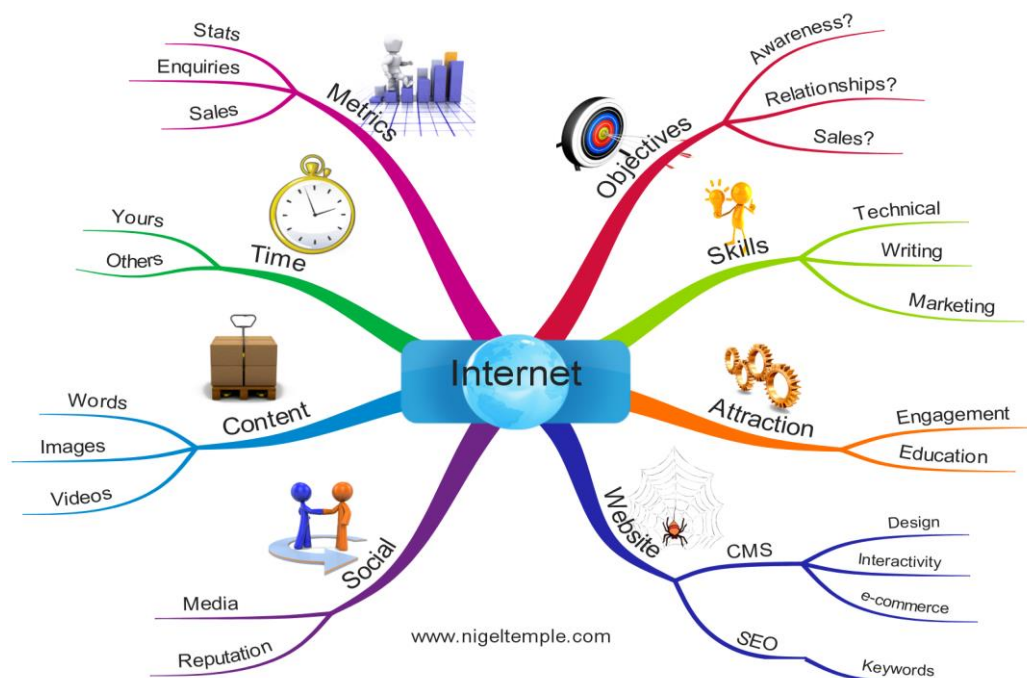 Internet
Objectives
Awareness?
Relationships?
Sales?
Skills
Technical
Writing
Marketing
Attraction
Engagement
Education
Website
CMS
Design
Interactivity
e-commerce
SEO
Keywords
Social
Media
Reputation
Content
Words
Images
Videos
Time
Yours
Others
Metrics
Stats
Enquiries
Sales
www.nigeltemple.com